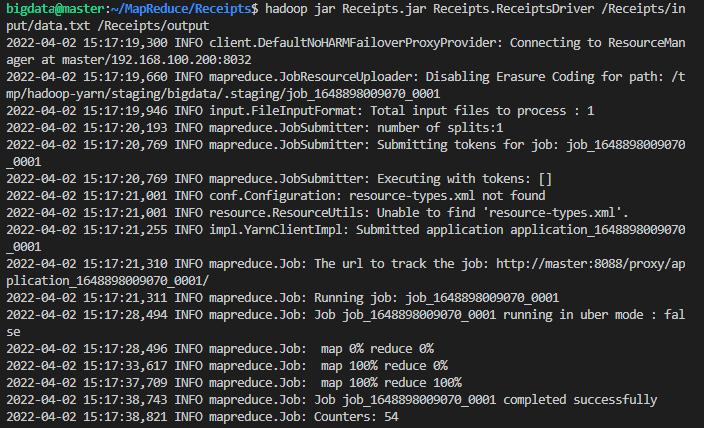 bigdata@master:~/MapReduce/Receipts$ hadoop jar Receipts.jar Receipts.ReceiptsDriver /Receipts/in
put/data.txt /Receipts/output
2022-04-02 15:17:19,300 INFO client.DefaultNoHARMFailoverProxyProvider: Connecting to ResourceMan
ager at master/192.168.100.200:8032
2022-04-02 15:17:19,660 INFO mapreduce.JobResourceUploader: Disabling Erasure Coding for path: /t
mp/hadoop-yarn/staging/bigdata/.staging/job_1648898009070_0001
2022-04-02 15:17:19,946 INFO input.FileInputFormat: Total input files to process : 1
2022-04-02 15:17:20,193 INFO mapreduce.JobSubmitter: number of splits:1
2022-04-02 15:17:20,769 INFO mapreduce.JobSubmitter: Submitting tokens for job: job_1648898009070
_0001
2022-04-02 15:17:20,769 INFO mapreduce.JobSubmitter: Executing with tokens: []
2022-04-02 15:17:21,001 INFO conf.Configuration: resource-types.xml not found
2022-04-02 15:17:21,001 INFO resource.ResourceUtils: Unable to find 'resource-types.xml'.
2022-04-02 15:17:21,255 INFO impl.YarnClientImpl: Submitted application application_1648898009070
_0001
2022-04-02 15:17:21,310 INFO mapreduce.Job: The url to track the job: http://master:8088/proxy/ap
plication_1648898009070_0001/
2022-04-02 15:17:21,311 INFO mapreduce.Job: Running job: job_1648898009070_0001
2022-04-02 15:17:28,494 INFO mapreduce.Job: Job job_1648898009070_0001 running in uber mode : fal
se
2022-04-02 15:17:28,496 INFO mapreduce.Job:  map 0% reduce 0%
2022-04-02 15:17:33,617 INFO mapreduce.Job:  map 100% reduce 0%
2022-04-02 15:17:37,709 INFO mapreduce.Job:  map 100% reduce 100%
2022-04-02 15:17:38,743 INFO mapreduce.Job: Job job_1648898009070_0001 completed successfully
2022-04-02 15:17:38,821 INFO mapreduce.Job: Counters: 54